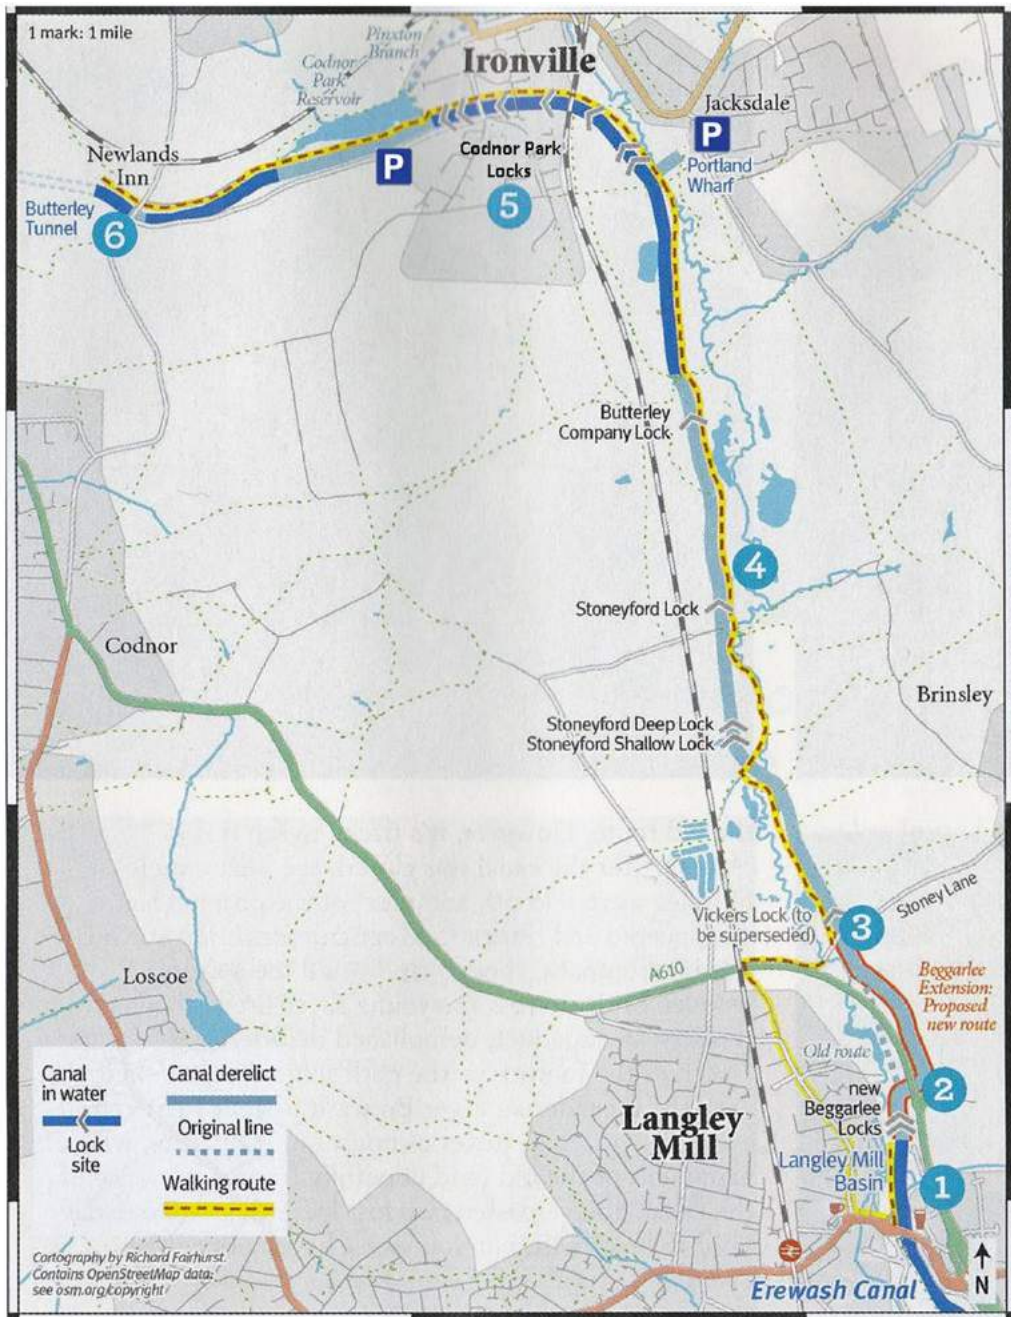 1 mark: 1 mile
Pinxton
Branch
Ironville
Codnor
Park
Reservoir
Jacksdale
P
P
Newlands
Inn
Codnor Park
Locks
5
Portland
Wharf
Butterley
Tunnel
6
Butterley
Company Lock
4
Stoneyford Lock
Codnor
Brinsley
Stoneyford Deep Lock
Stoneyford Shallow Lock
Stoney Lane
Vickers Lock (to
be superseded)
3
A610
Loscoe
Beggarlee
Extension:
Proposed
new route
Old route
Canal
in water
Lock
site
Canal derelict
Original line
Walking route
Langley
Mill
new
Beggarlee
Locks
2
Langley Mill
Basin
1
Cartography by Richard Fairhurst.
Contains OpenStreetMap data:
see osm.org/copyright
Erewash Canal
N